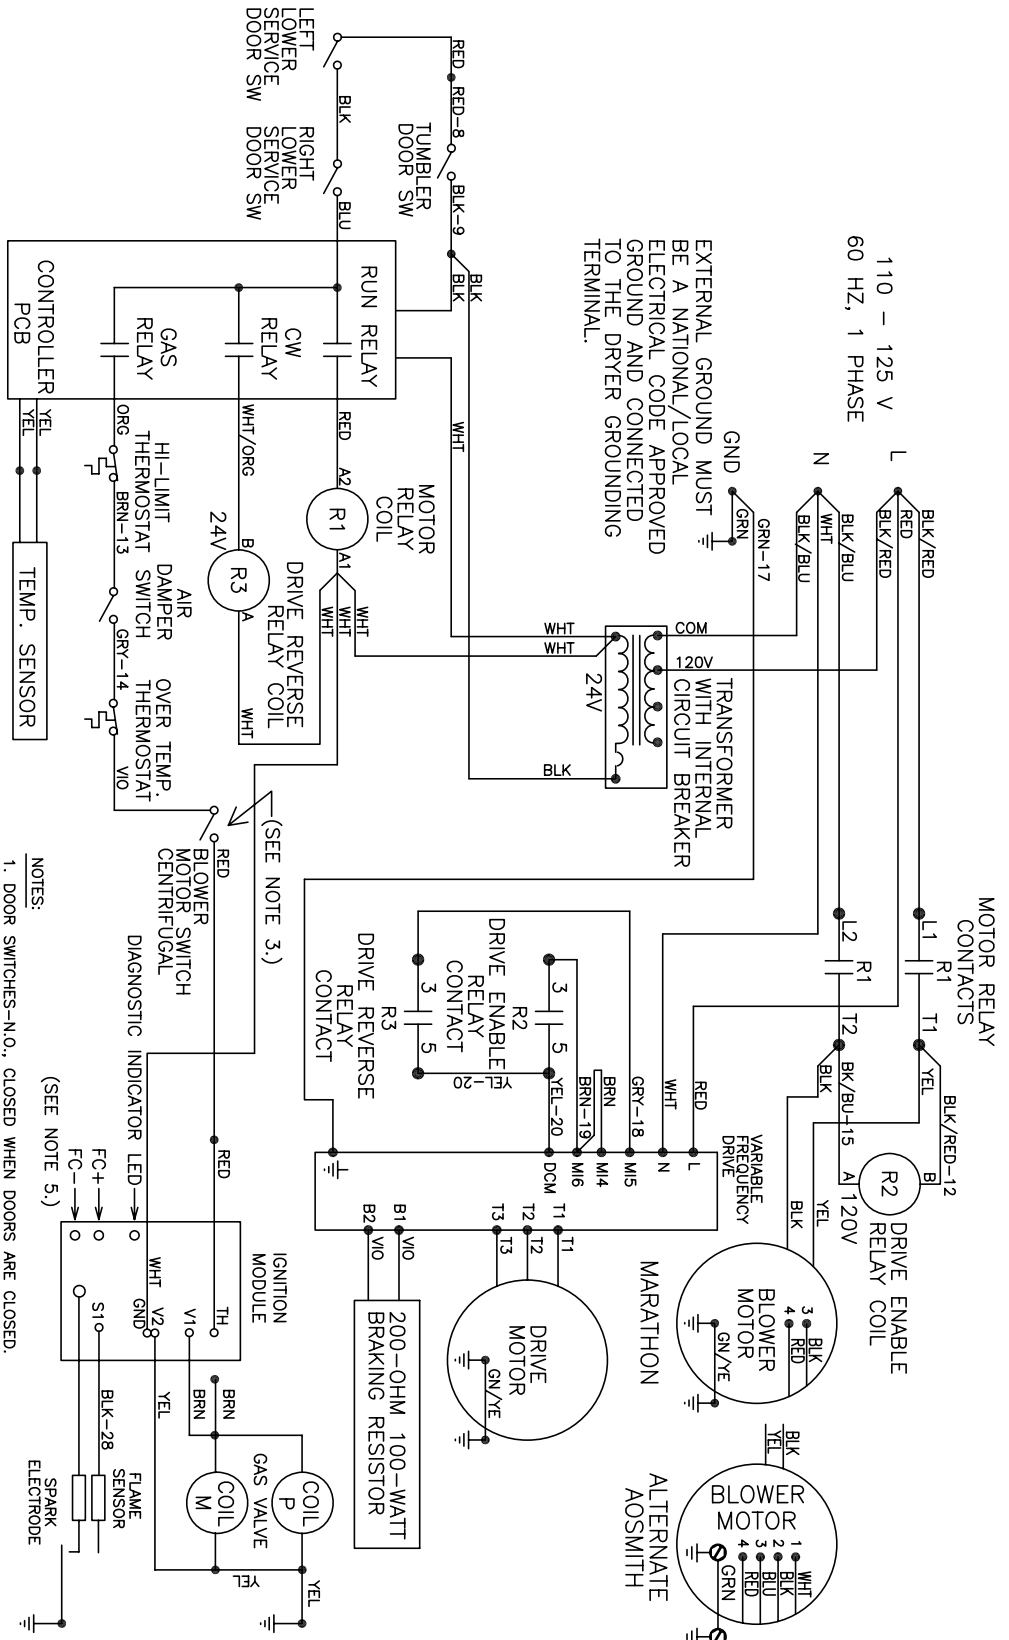 110 – 125 V
60 HZ, 1 PHASE
L
N
GND
BLK/RED
RED
BLK/RED
BLK/BLU
WHT
BLK/BLU
GRN-17
GRN
EXTERNAL GROUND MUST
BE A NATIONAL/LOCAL
ELECTRICAL CODE APPROVED
GROUND AND CONNECTED
TO THE DRYER GROUNDING
TERMINAL.
MOTOR RELAY
CONTACTS
L1
R1
T1
L2
R1
T2
YEL
BLK/RED-12
BLK
BK/BU-15
B
R2
A
120V
DRIVE ENABLE
RELAY COIL
YEL
BLK
BLOWER
MOTOR
3
4
BLK
RED
GN/YE
MARATHON
BLK
YEL
BLOWER
MOTOR
1
2
3
4
WHT
BLK
BLU
RED
GRN
ALTERNATE
AOSMITH
COM
120V
TRANSFORMER
WITH INTERNAL
CIRCUIT BREAKER
24V
WHT
WHT
BLK
RED
RED-8
BLK-9
TUMBLER
DOOR SW
BLK
BLK
LEFT
LOWER
SERVICE
DOOR SW
BLK
RIGHT
LOWER
SERVICE
DOOR SW
BLU
RUN RELAY
CW
RELAY
GAS
RELAY
CONTROLLER
PCB
WHT
RED
A2
R1
A1
MOTOR
RELAY
COIL
WHT
WHT
WHT
WHT/ORG
B
R3
A
24V
DRIVE REVERSE
RELAY COIL
WHT
ORG
HI-LIMIT
THERMOSTAT
BRN-13
AIR
DAMPER
SWITCH
GRY-14
OVER TEMP.
THERMOSTAT
VIO
YEL
YEL
TEMP. SENSOR
(SEE NOTE 3.)
RED
BLOWER
MOTOR SWITCH
CENTRIFUGAL
RED
DRIVE ENABLE
RELAY
CONTACT
R2
3
5
DRIVE REVERSE
RELAY
CONTACT
R3
3
5
YEL-20
YEL-20
BRN-19
BRN
GRY-18
WHT
RED
VARIABLE
FREQUENCY
DRIVE
L
N
MI5
MI4
MI6
DCM
T1
T2
T3
B1
B2
T1
T2
T3
VIO
VIO
DRIVE
MOTOR
GN/YE
200-OHM 100-WATT
BRAKING RESISTOR
DIAGNOSTIC INDICATOR LED
FC+
FC-
(SEE NOTE 5.)
IGNITION
MODULE
WHT
TH
V1
V2
GND
S1
BRN
BRN
YEL
BLK-28
COIL
P
COIL
M
GAS VALVE
YEL
YEL
FLAME
SENSOR
SPARK
ELECTRODE
NOTES:
1. DOOR SWITCHES-N.O., CLOSED WHEN DOORS ARE CLOSED.